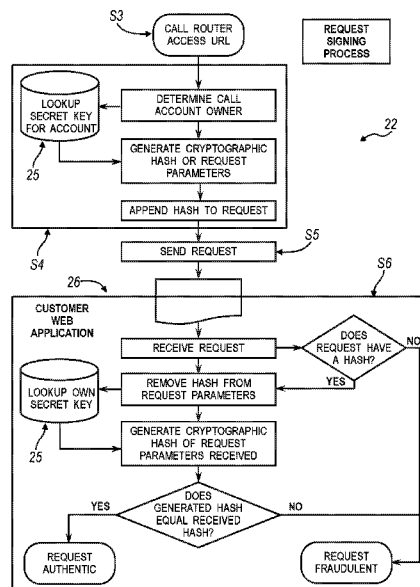 S3
CALL ROUTER
ACCESS URL
REQUEST
SIGNING
PROCESS
LOOKUP
SECRET KEY
FOR ACCOUNT
DETERMINE CALL
ACCOUNT OWNER
22
25
GENERATE CRYPTOGRAPHIC
HASH OR REQUEST
PARAMETERS
APPEND HASH TO REQUEST
S4
SEND REQUEST
S5
26
S6
CUSTOMER
WEB
APPLICATION
RECEIVE REQUEST
DOES
REQUEST HAVE
A HASH?
NO
YES
LOOKUP OWN
SECRET KEY
REMOVE HASH FROM
REQUEST PARAMETERS
25
GENERATE CRYPTOGRAPHIC
HASH OF REQUEST
PARAMETERS RECEIVED
YES
DOES
GENERATED HASH
EQUAL RECEIVED
HASH?
NO
REQUEST
AUTHENTIC
REQUEST
FRAUDULENT